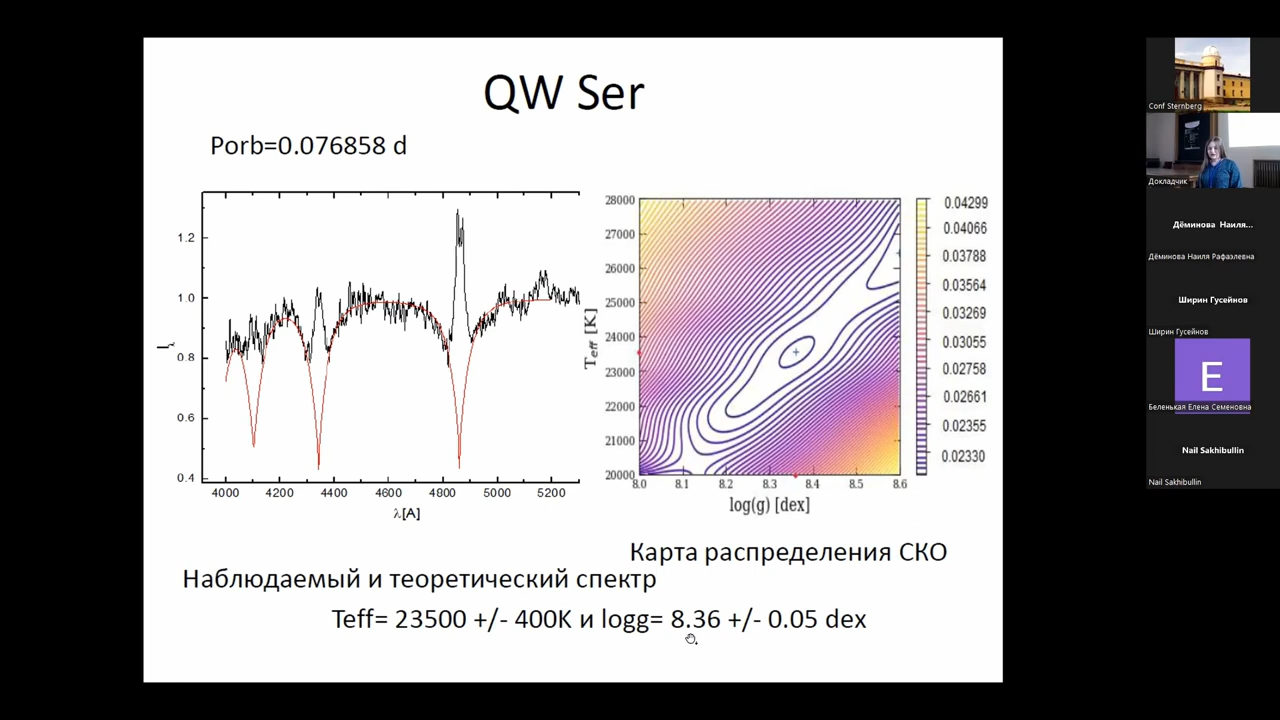 QW Ser
Porb=0.076858 d
1.2
1.0
0.8
0.6
0.4
4000 4200 4400 4600 4800 5000 5200
λ[A]
I_λ
28000
27000
26000
25000
24000
23000
22000
21000
20000
T_eff [K]
8.0 8.1 8.2 8.3 8.4 8.5 8.6
log(g) [dex]
0.04299
0.04066
0.03788
0.03564
0.03269
0.03055
0.02758
0.02661
0.02355
0.02330
Карта распределения СКО
Наблюдаемый и теоретический спектр
Teff= 23500 +/- 400K и logg= 8.36 +/- 0.05 dex
Conf Sternberg
Докладчик
Дёминова Наиля...
Дёминова Наиля Рафаэлевна
Ширин Гусейнов
Ширин Гусейнов
E
Беленькая Елена Семеновна
Nail Sakhibullin
Nail Sakhibullin